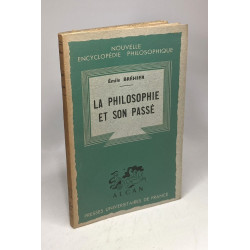 NOUVELLE
ENCYCLOPÉDIE PHILOSOPHIQUE
Émile BRÉHIER
LA PHILOSOPHIE
ET SON PASSÉ
ALCAN
PRESSES UNIVERSITAIRES DE FRANCE